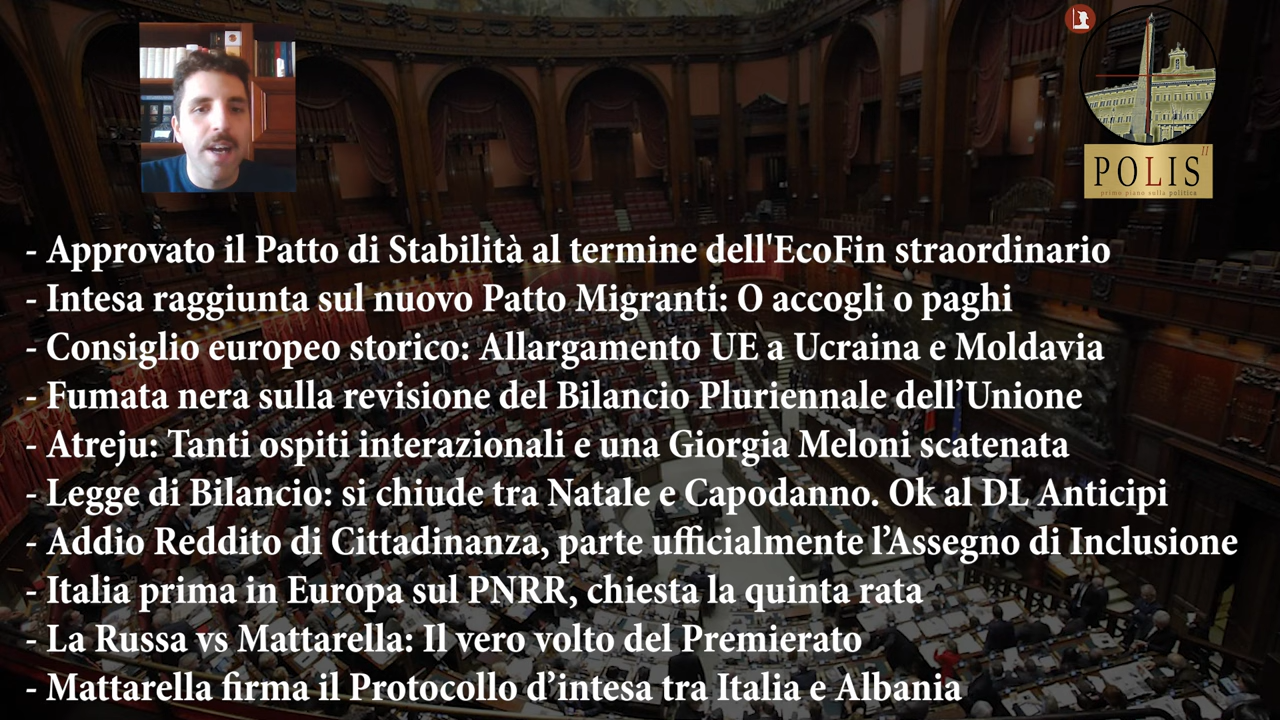 POLIS II
primo piano sulla politica
- Approvato il Patto di Stabilità al termine dell'EcoFin straordinario
- Intesa raggiunta sul nuovo Patto Migranti: O accogli o paghi
- Consiglio europeo storico: Allargamento UE a Ucraina e Moldavia
- Fumata nera sulla revisione del Bilancio Pluriennale dell’Unione
- Atreju: Tanti ospiti interazionali e una Giorgia Meloni scatenata
- Legge di Bilancio: si chiude tra Natale e Capodanno. Ok al DL Anticipi
- Addio Reddito di Cittadinanza, parte ufficialmente l’Assegno di Inclusione
- Italia prima in Europa sul PNRR, chiesta la quinta rata
- La Russa vs Mattarella: Il vero volto del Premierato
- Mattarella firma il Protocollo d’intesa tra Italia e Albania